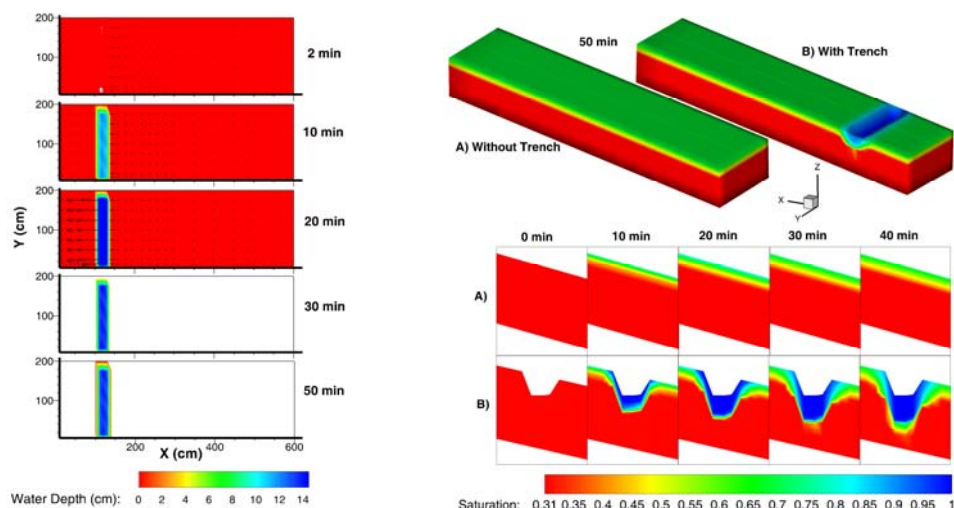 200
100
2 min
200
100
10 min
200
100
20 min
Y (cm)
200
100
30 min
200
100
50 min
200 400 600
X (cm)
Water Depth (cm): 0 2 4 6 8 10 12 14
50 min
B) With Trench
A) Without Trench
Z
X
Y
0 min 10 min 20 min 30 min 40 min
A)
B)
Saturation: 0.31 0.35 0.4 0.45 0.5 0.55 0.6 0.65 0.7 0.75 0.8 0.85 0.9 0.95 1